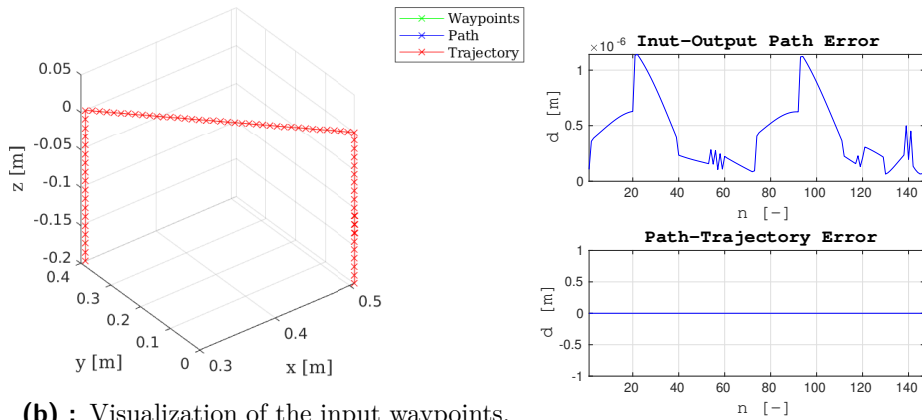 Waypoints
Path
Trajectory
0.05
0
-0.05
-0.1
-0.15
-0.2
z [m]
0.4
0.3
0.2
0.1
0
y [m]
0.3
0.4
0.5
x [m]
(b) : Visualization of the input waypoints,
Inut-Output Path Error
×10⁻⁶
1
0.5
0
d [m]
20 40 60 80 100 120 140
n [-]
Path-Trajectory Error
1
0.5
0
-0.5
-1
d [m]
20 40 60 80 100 120 140
n [-]